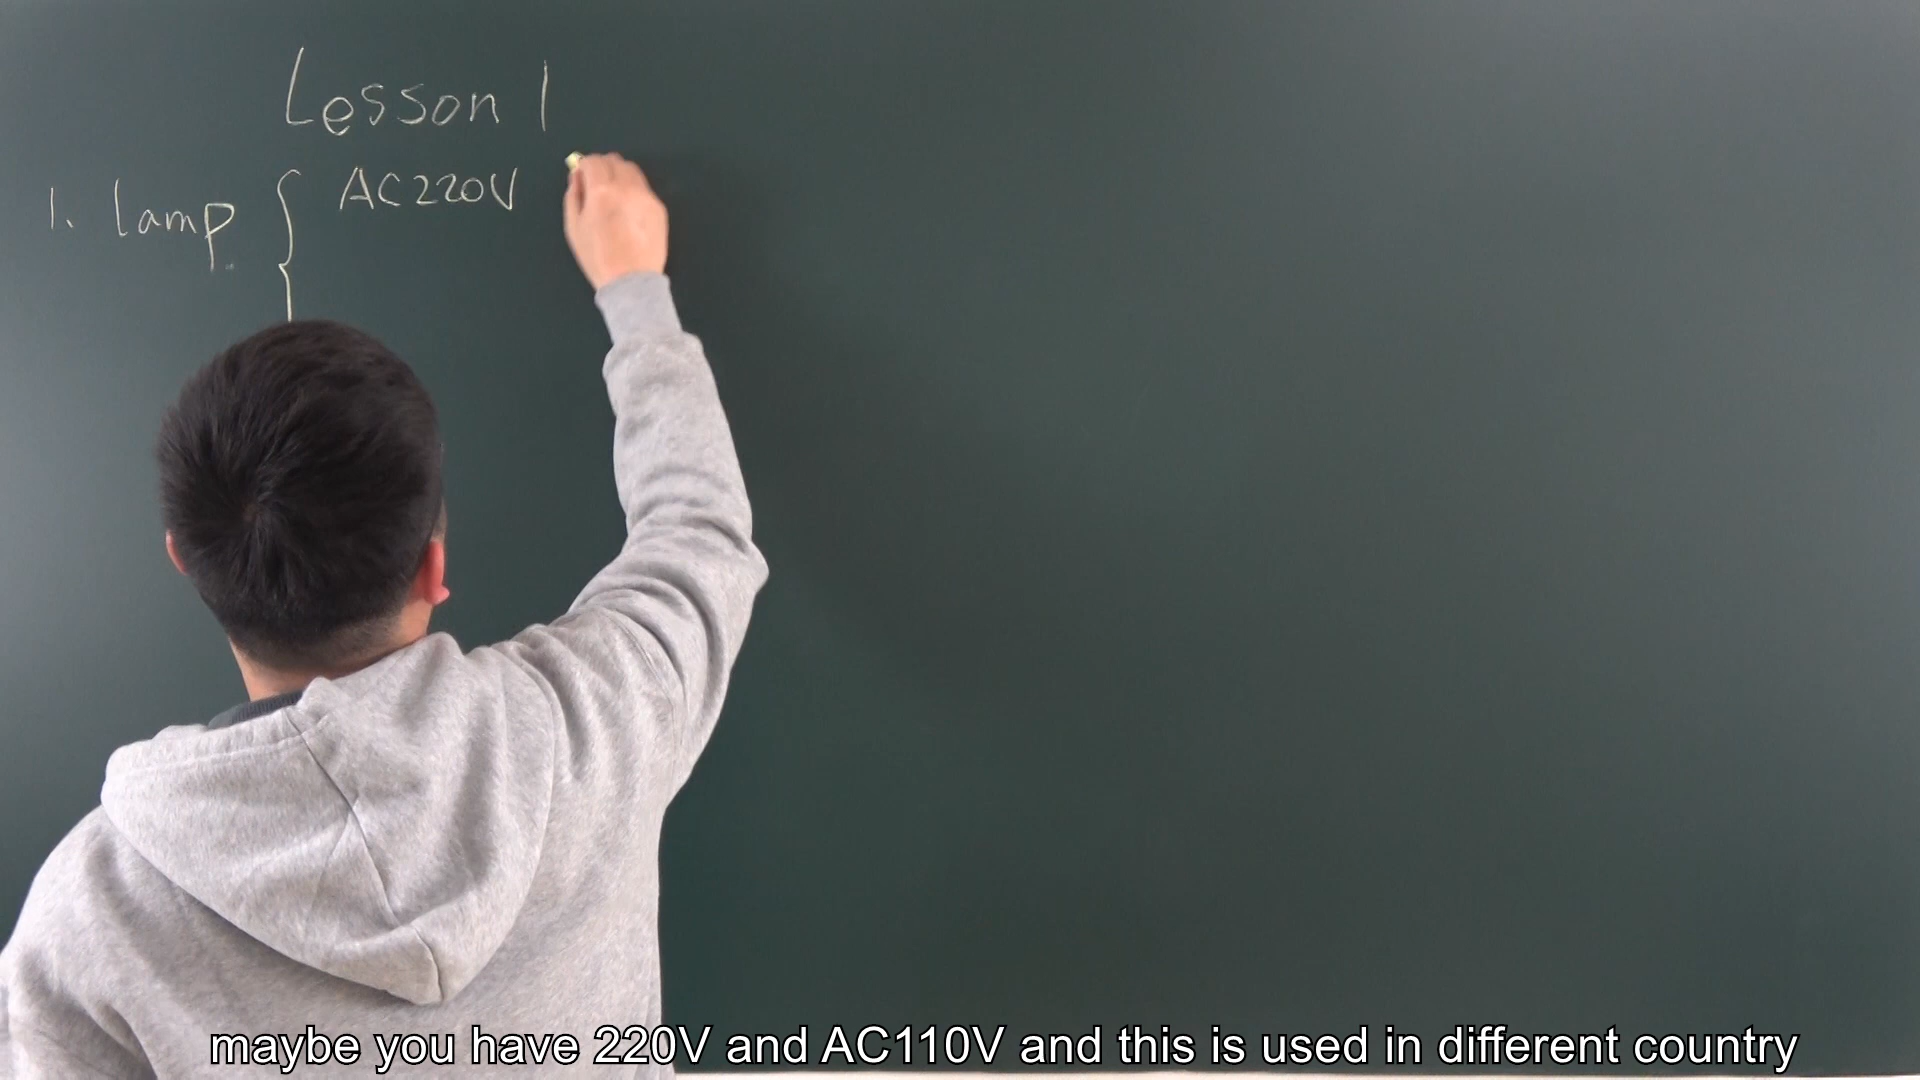 Lesson 1
1. lamp { AC220V
maybe you have 220V and AC110V and this is used in different country